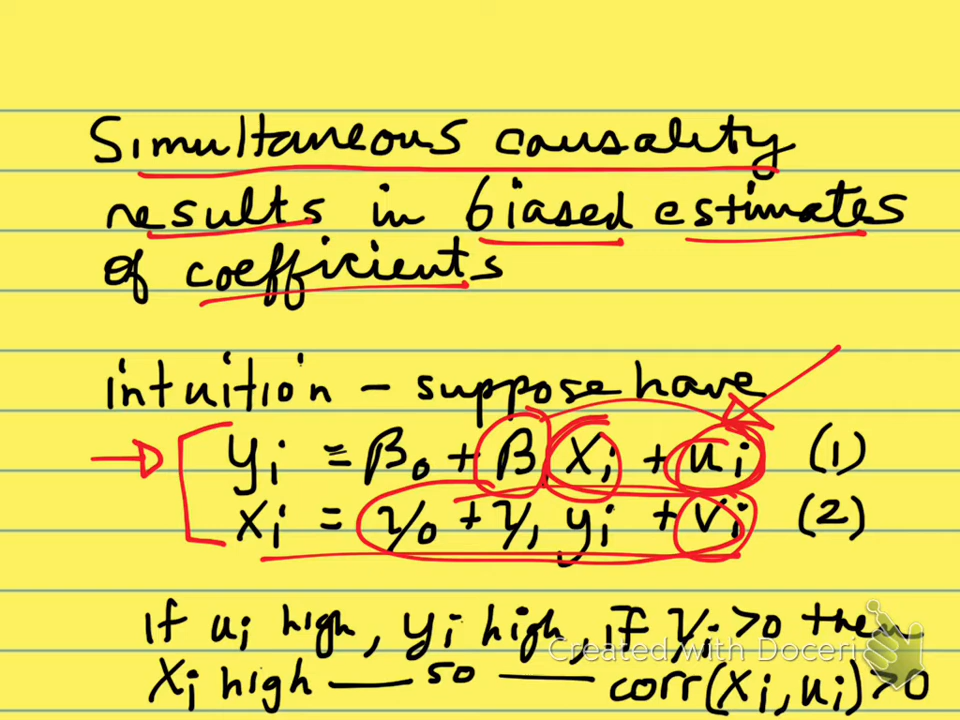 Simultaneous causality
results in biased estimates
of coefficients
intuition - suppose have
yi = β0 + β1 xi + ui (1)
xi = γ0 + γ1 yi + vi (2)
if ui high, yi high, if γ1 >0 then
xi high — so — corr(xi, ui) >0
Created with Doceri